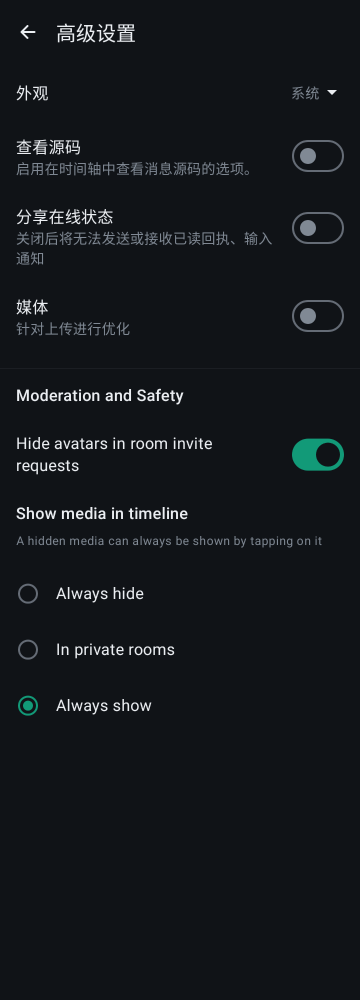 高级设置
外观
系统
查看源码
启用在时间轴中查看消息源码的选项。
分享在线状态
关闭后将无法发送或接收已读回执、输入
通知
媒体
针对上传进行优化
Moderation and Safety
Hide avatars in room invite
requests
Show media in timeline
A hidden media can always be shown by tapping on it
Always hide
In private rooms
Always show